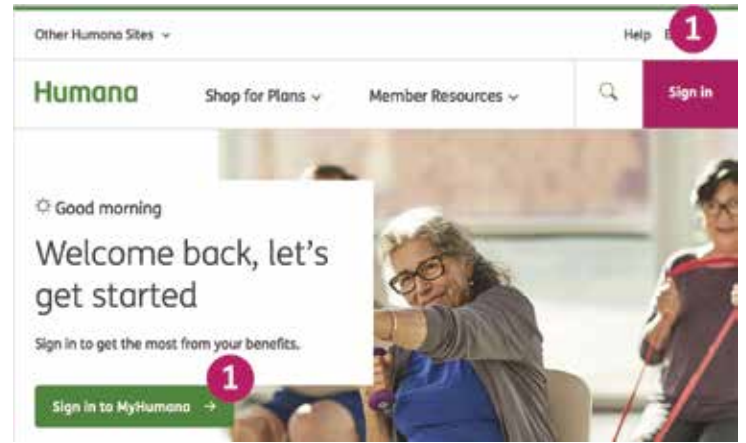 Other Humana Sites
Help
1
Humana
Shop for Plans
Member Resources
Sign in
Good morning
Welcome back, let's
get started
Sign in to get the most from your benefits.
1
Sign in to MyHumana →